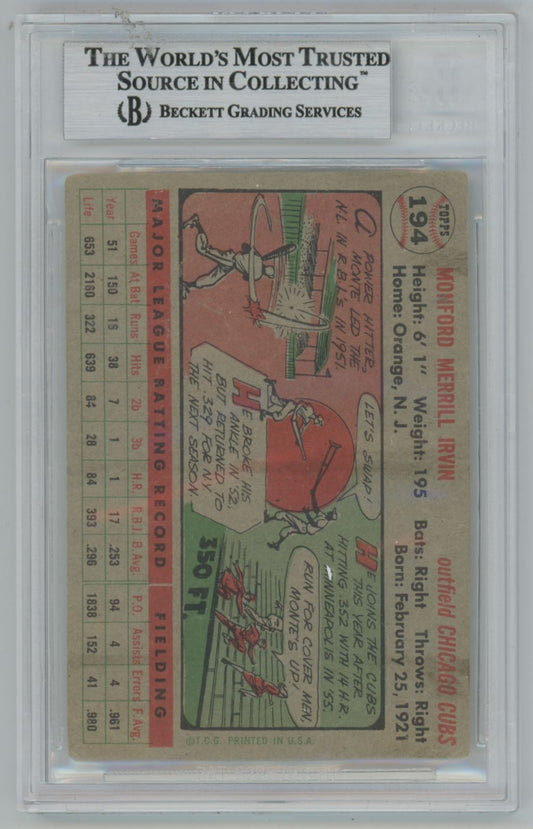 THE WORLD'S MOST TRUSTED
SOURCE IN COLLECTING™
(B) BECKETT GRADING SERVICES
TOPPS
194
MONFORD MERRILL IRVIN outfield CHICAGO CUBS
Height: 6' 1" Weight: 195 Bats: Right Throws: Right
Home: Orange, N. J. Born: February 25, 1921
A POWER HITTER,
MONTE LED THE
N.L. IN R.B.I.'S IN 1951.
LET'S SWAP!
HE BROKE HIS
ANKLE IN '52,
BUT RETURNED TO
HIT .329 FOR N.Y.
THE NEXT SEASON.
HE JOINS THE CUBS
THIS YEAR AFTER
HITTING .352 WITH 14 H.R.
AT MINNEAPOLIS IN '55.
RUN FOR COVER MEN,
MONTE'S UP!
350 FT.
MAJOR LEAGUE BATTING RECORD FIELDING
Games At Bat Runs Hits 2b 3b H.R. R.B.I. B.Avg. P.O. Assists Errors F.Avg.
Year 51 150 16 38 7 1 1 17 .253 94 4 4 .961
Life 653 2160 322 639 84 28 84 393 .296 1838 152 41 .980
©T.C.G. PRINTED IN U.S.A.